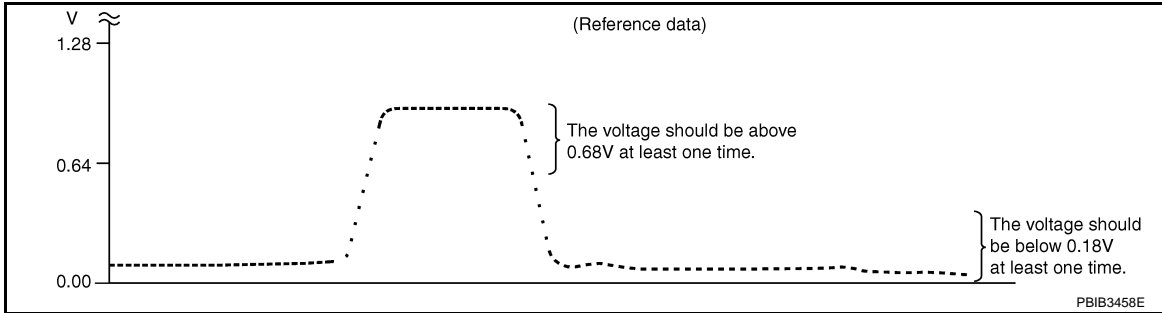 V
(Reference data)
1.28
The voltage should be above
0.68V at least one time.
0.64
The voltage should
be below 0.18V
at least one time.
0.00
PBIB3458E